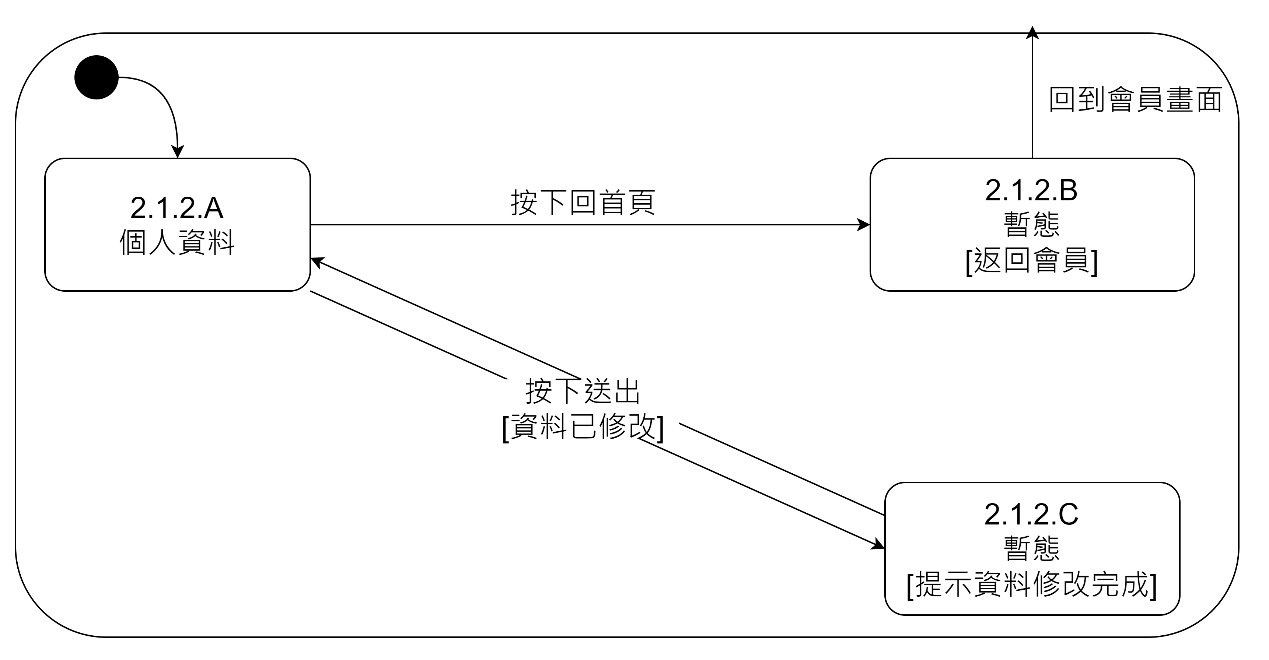 回到會員畫面
2.1.2.A
個人資料
按下回首頁
2.1.2.B
暫態
[返回會員]
按下送出
[資料已修改]
2.1.2.C
暫態
[提示資料修改完成]